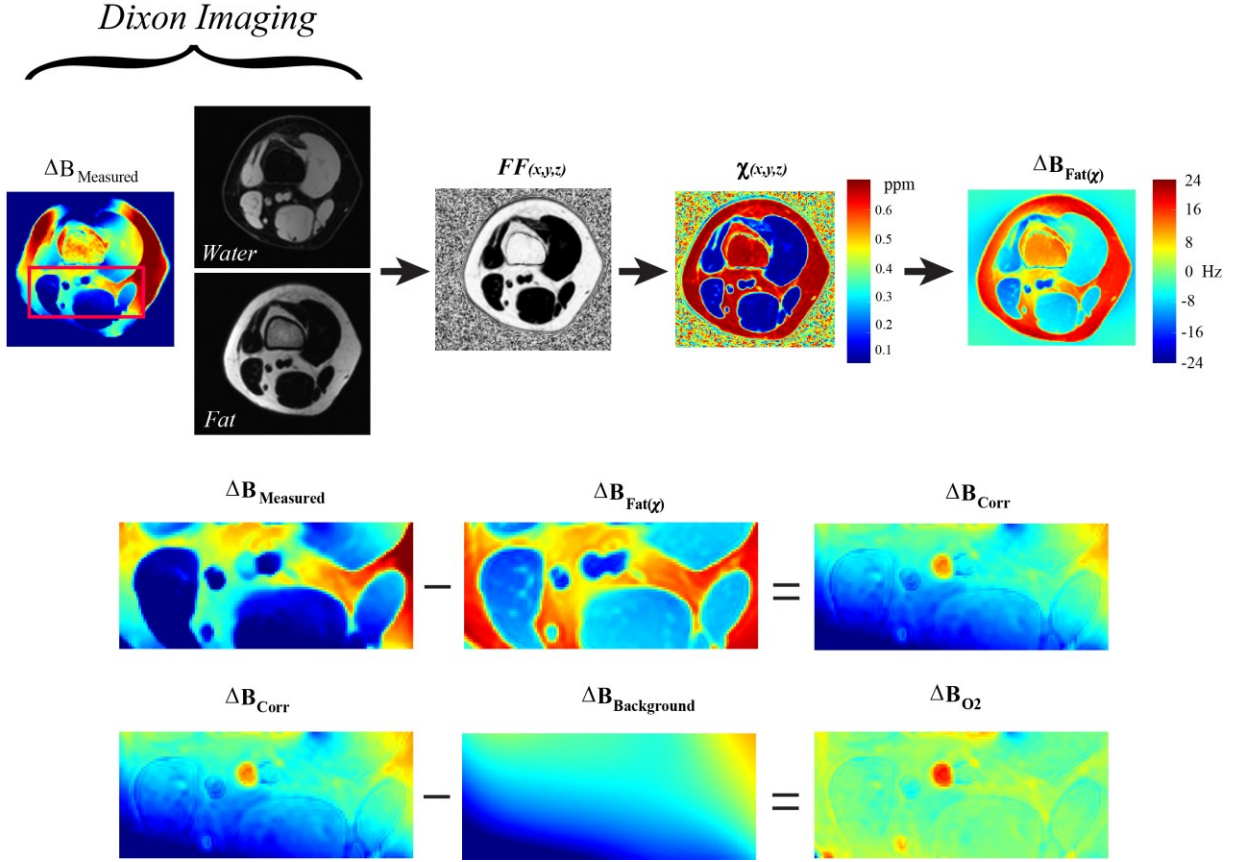 Dixon Imaging
ΔB Measured
Water
Fat
FF(x,y,z)
χ(x,y,z)
ppm
0.6
0.5
0.4
0.3
0.2
0.1
ΔB Fat(χ)
24
16
8
0 Hz
-8
-16
-24
ΔB Measured
−
ΔB Fat(χ)
=
ΔB Corr
ΔB Corr
−
ΔB Background
=
ΔB O2